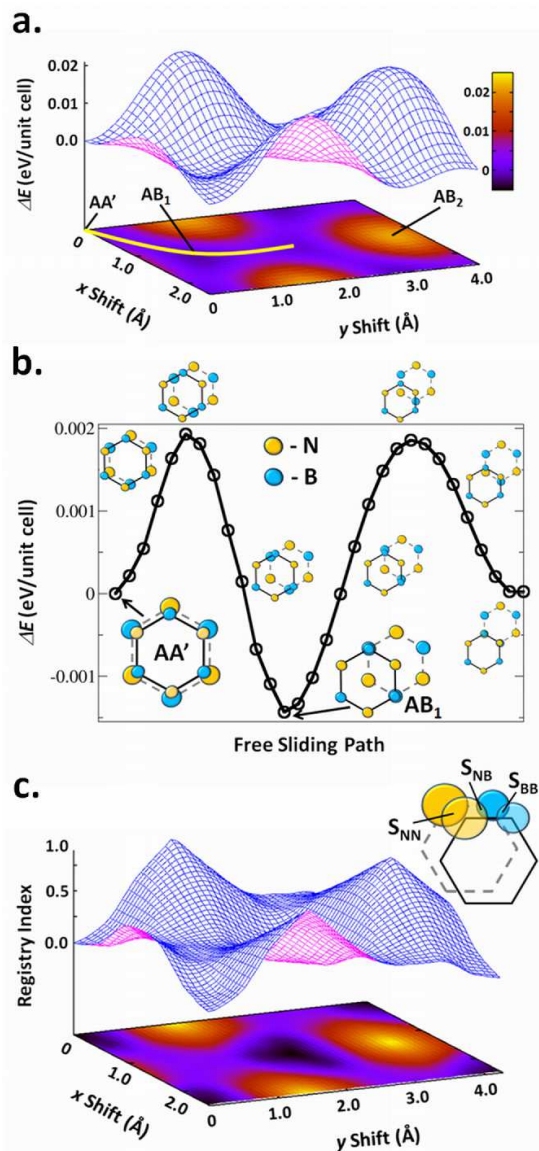 a.
0.02
0.01
0.0
ΔE (eV/unit cell)
0.02
0.01
0
AA'
AB1
AB2
0
1.0
2.0
x Shift (Å)
0
1.0
2.0
3.0
4.0
y Shift (Å)
b.
0.002
0.001
0
-0.001
ΔE (eV/unit cell)
- N
- B
AA'
AB1
Free Sliding Path
c.
SNB
SBB
SNN
1.0
0.5
0.0
Registry Index
0
1.0
2.0
x Shift (Å)
0
1.0
2.0
3.0
4.0
y Shift (Å)